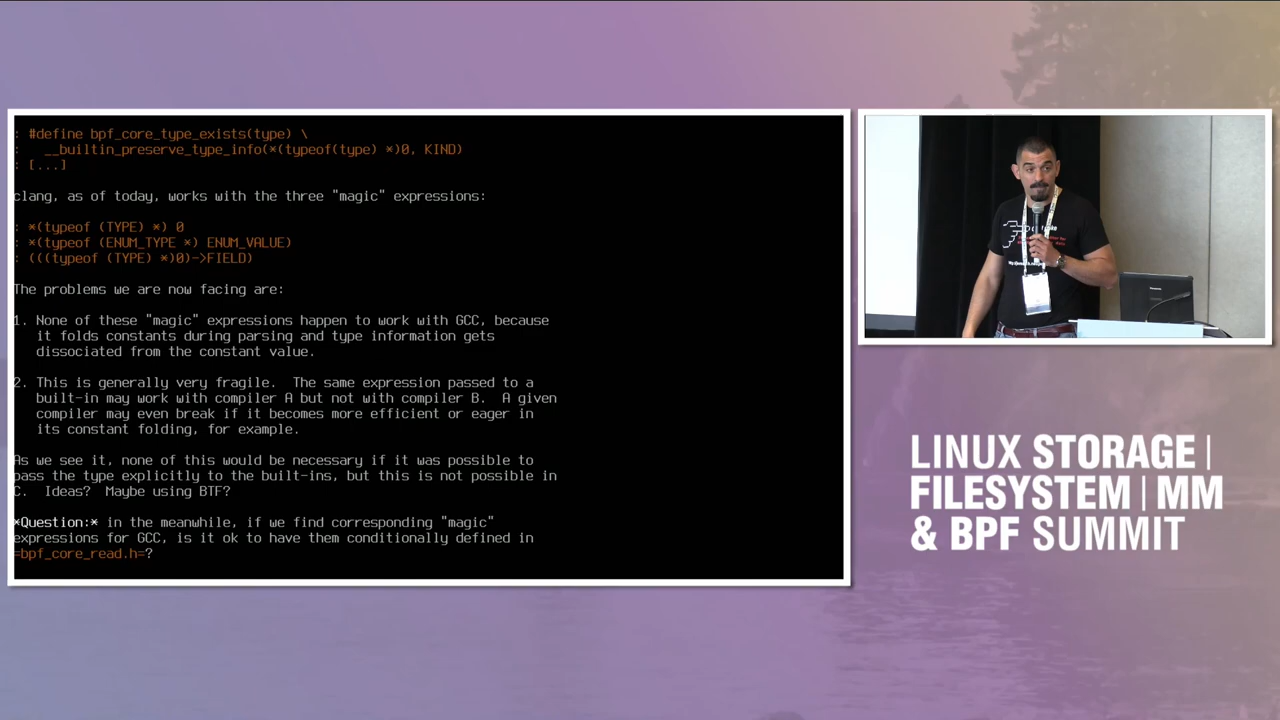 : #define bpf_core_type_exists(type) \
:   __builtin_preserve_type_info(*(typeof(type) *)0, KIND)
: [...]
clang, as of today, works with the three "magic" expressions:
: *(typeof (TYPE) *) 0
: *(typeof (ENUM_TYPE *) ENUM_VALUE)
: (((typeof (TYPE) *)0)->FIELD)
The problems we are now facing are:
1. None of these "magic" expressions happen to work with GCC, because
it folds constants during parsing and type information gets
dissociated from the constant value.
2. This is generally very fragile.  The same expression passed to a
built-in may work with compiler A but not with compiler B.  A given
compiler may even break if it becomes more efficient or eager in
its constant folding, for example.
As we see it, none of this would be necessary if it was possible to
pass the type explicitly to the built-ins, but this is not possible in
C.  Ideas?  Maybe using BTF?
*Question:* in the meanwhile, if we find corresponding "magic"
expressions for GCC, is it ok to have them conditionally defined in
=bpf_core_read.h=?
LINUX STORAGE|
FILESYSTEM|MM
& BPF SUMMIT